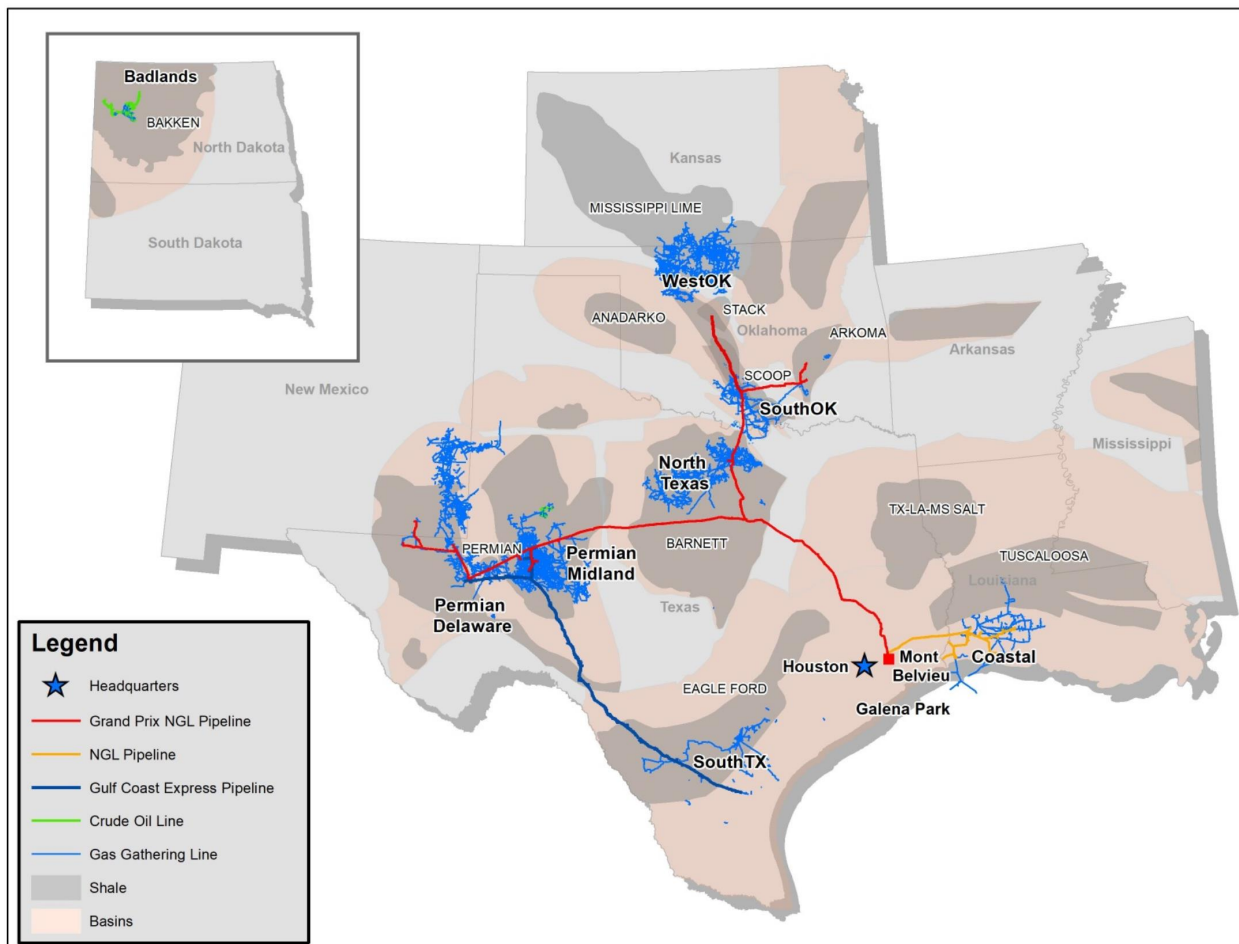 Badlands
BAKKEN
North Dakota
South Dakota
Kansas
MISSISSIPPI LIME
WestOK
STACK
ANADARKO
Oklahoma
ARKOMA
Arkansas
SCOOP
New Mexico
SouthOK
Mississippi
North
Texas
TX-LA-MS SALT
PERMIAN
Permian
Midland
BARNETT
TUSCALOOSA
Louisiana
Texas
Permian
Delaware
Houston
Mont
Belvieu
Coastal
EAGLE FORD
Galena Park
SouthTX
Legend
Headquarters
Grand Prix NGL Pipeline
NGL Pipeline
Gulf Coast Express Pipeline
Crude Oil Line
Gas Gathering Line
Shale
Basins